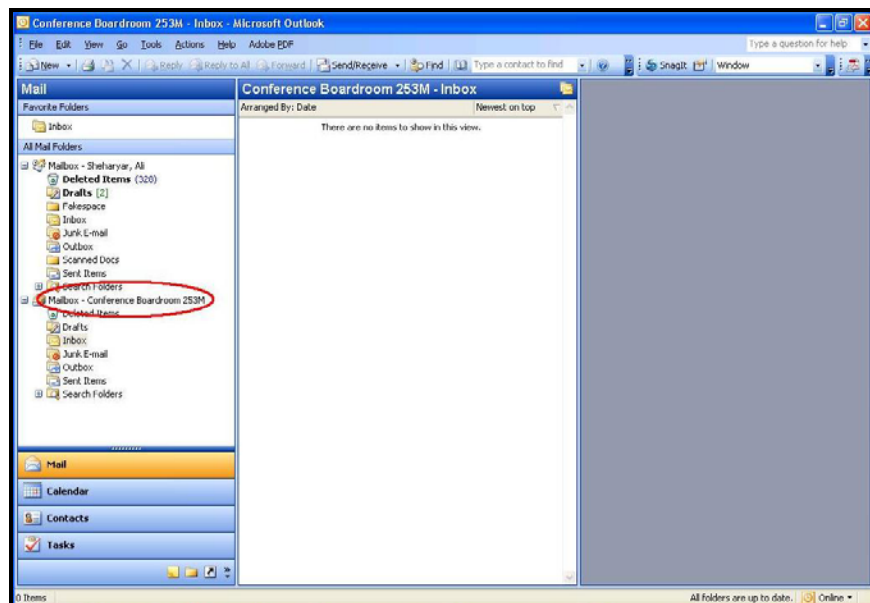 Conference Boardroom 253M - Inbox - Microsoft Outlook
File Edit View Go Tools Actions Help Adobe PDF Type a question for help
New Reply Reply to All Forward Send/Receive Find Type a contact to find SnagIt Window
Mail
Favorite Folders
Inbox
All Mail Folders
Mailbox - Sheharyar, Ali
Deleted Items (320)
Drafts [2]
Fakespace
Inbox
Junk E-mail
Outbox
Scanned Docs
Sent Items
Search Folders
Mailbox - Conference Boardroom 253M
Deleted Items
Drafts
Inbox
Junk E-mail
Outbox
Sent Items
Search Folders
Mail
Calendar
Contacts
Tasks
Conference Boardroom 253M - Inbox
Arranged By: Date Newest on top
There are no items to show in this view.
0 Items All folders are up to date. Online